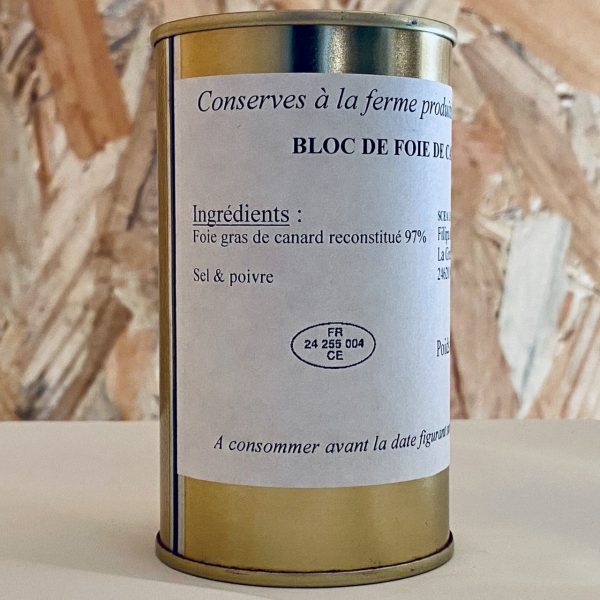 Conserves à la ferme
BLOC DE FOIE DE
Ingrédients :
Foie gras de canard reconstitué 97%
Sel & poivre
FR
24 255 004
CE
A consommer avant la date figurant